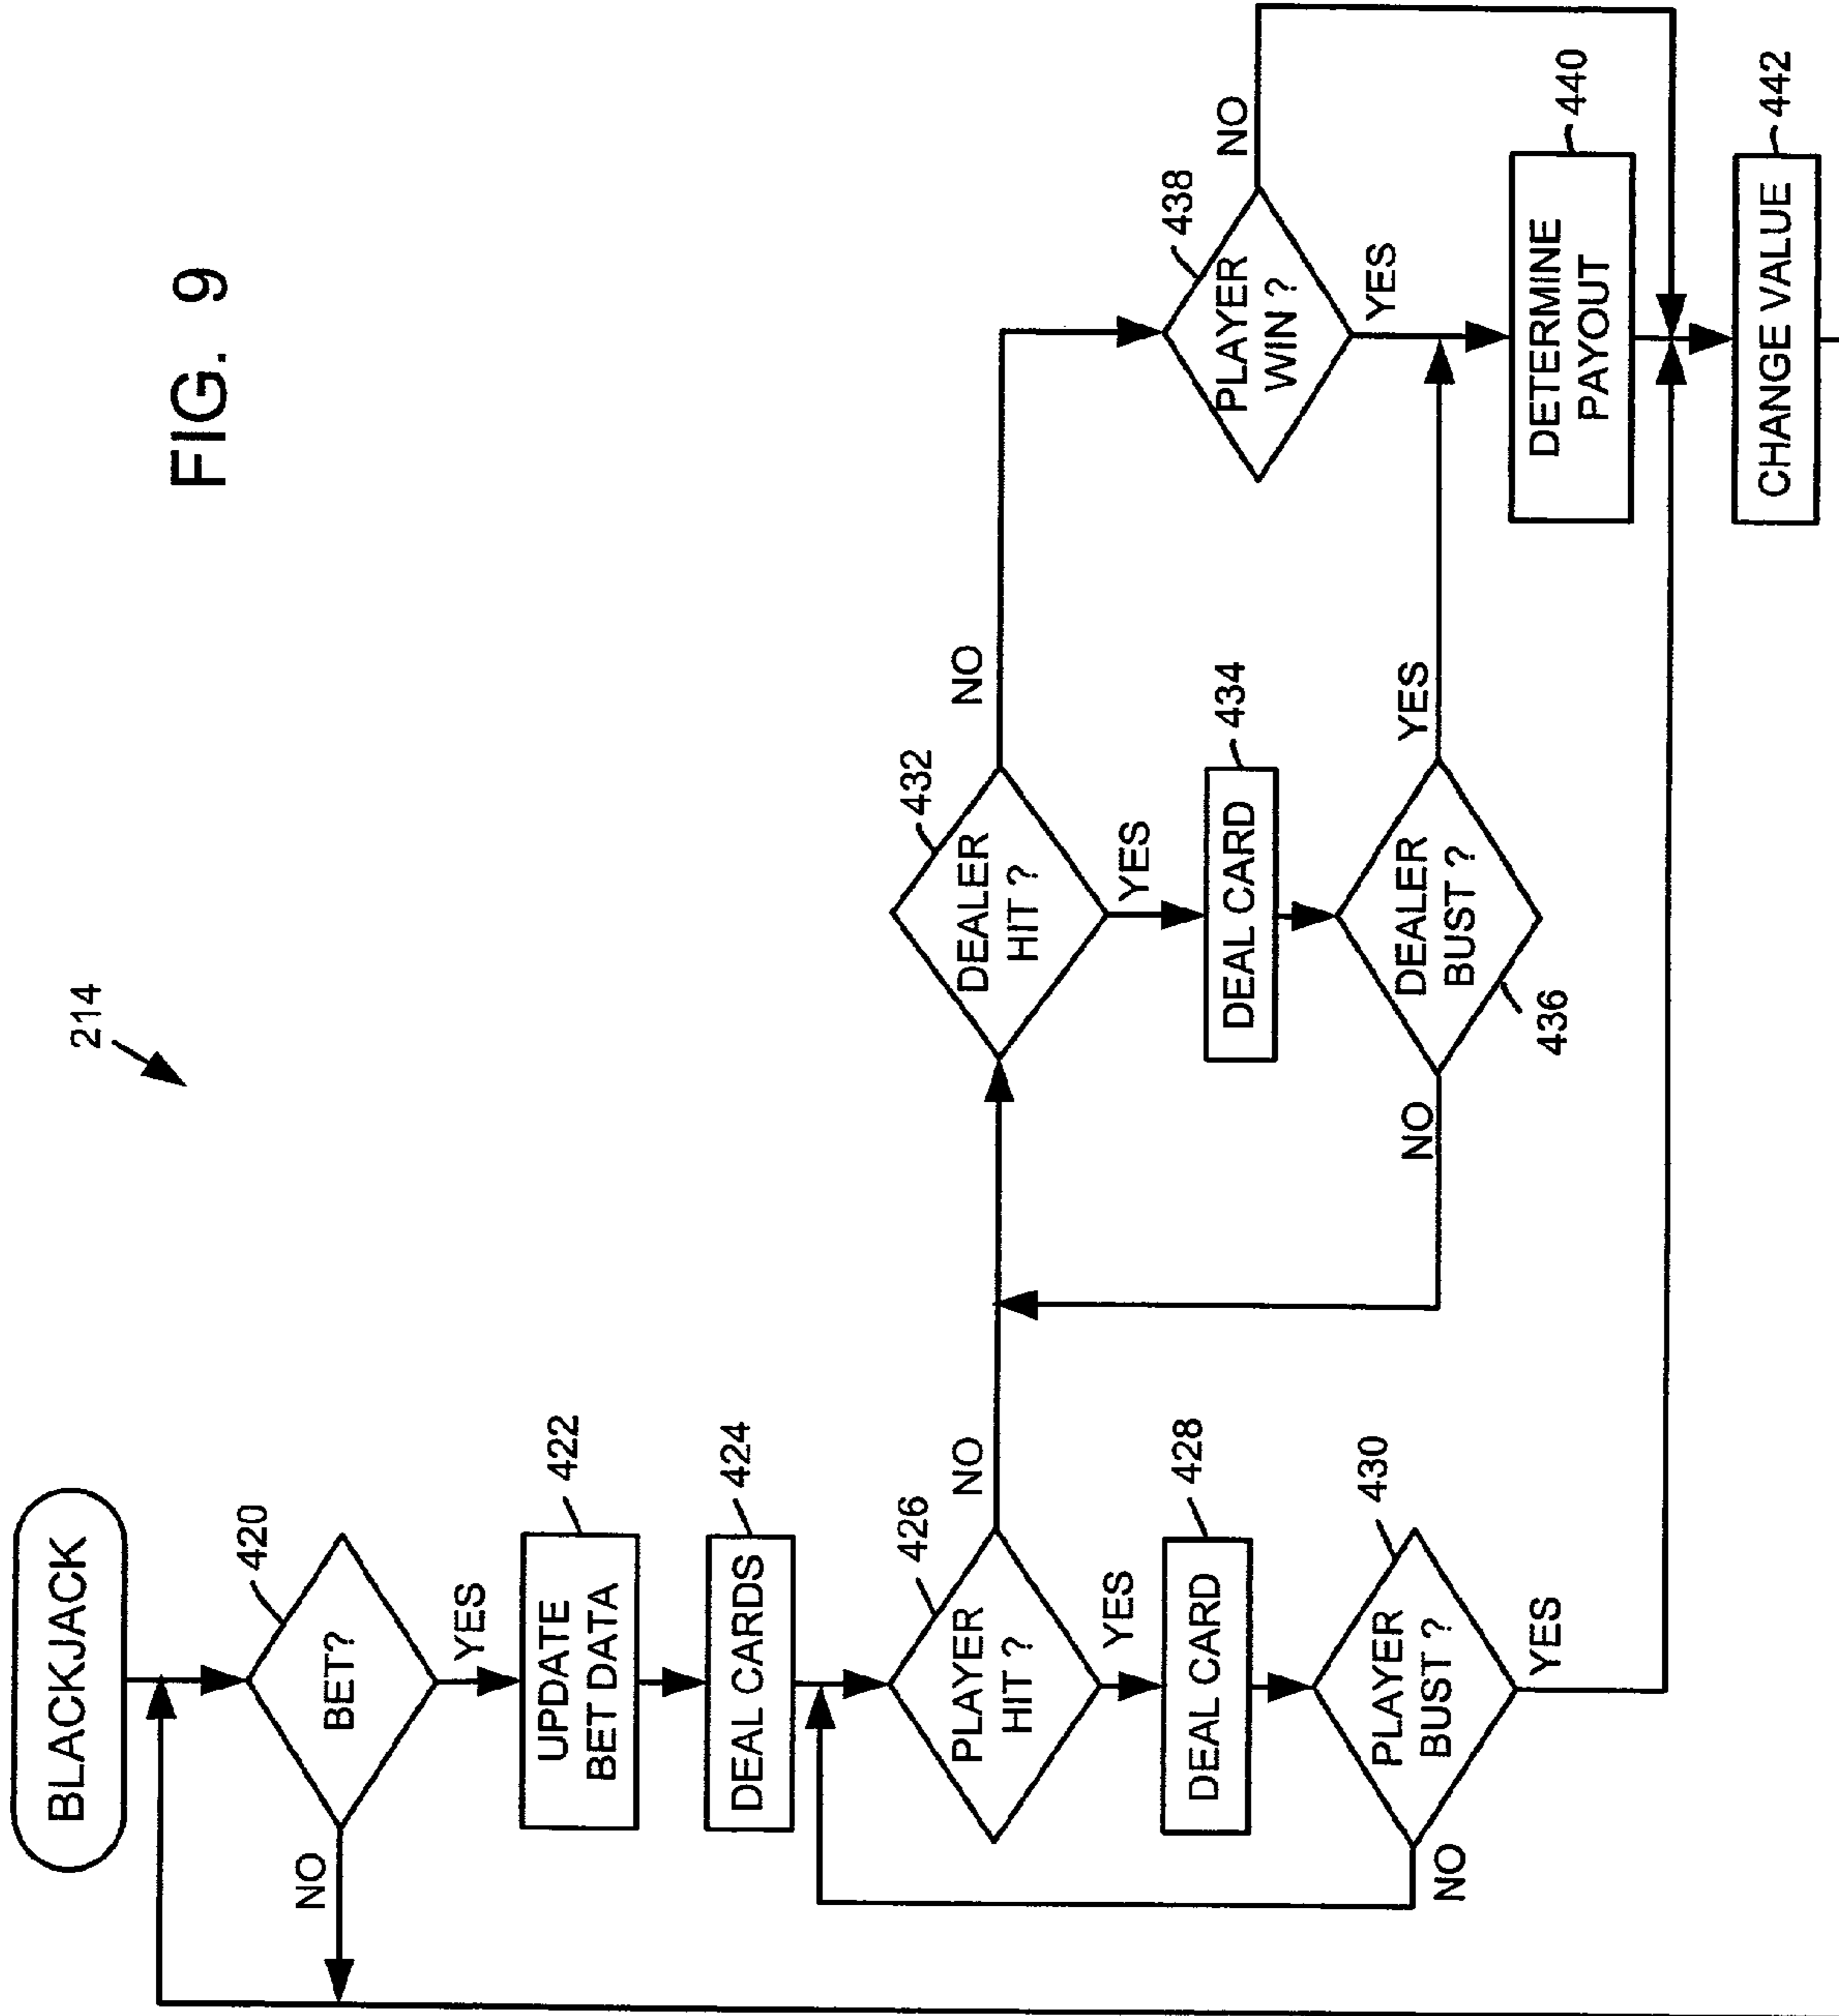 FIG. 9
214
BLACKJACK
420
BET?
NO
YES
422
UPDATE
BET DATA
424
DEAL CARDS
426
PLAYER
HIT ?
NO
YES
428
DEAL CARD
430
PLAYER
BUST ?
NO
YES
432
DEALER
HIT ?
NO
YES
434
DEAL CARD
DEALER
BUST ?
436
NO
YES
438
PLAYER
WIN ?
NO
YES
440
DETERMINE
PAYOUT
442
CHANGE VALUE